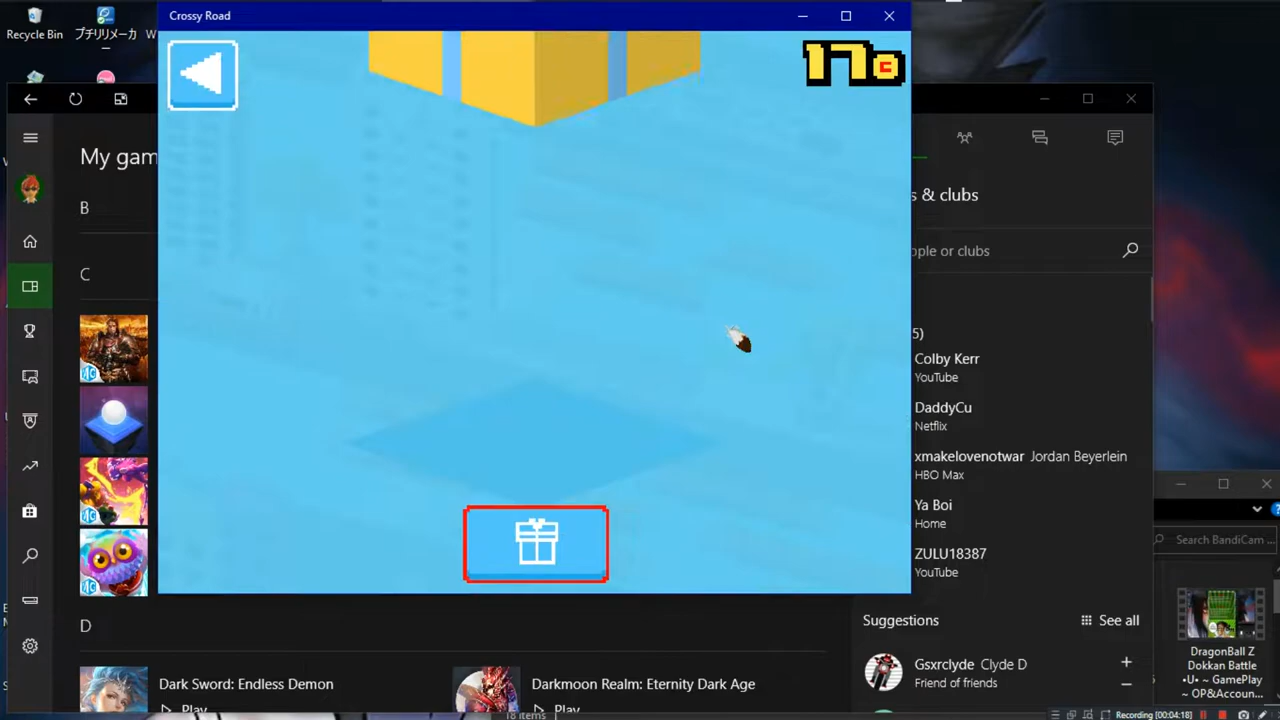 Crossy Road
Recycle Bin
プチリリメーカ
17
My gam
s & clubs
B
ople or clubs
C
5)
Colby Kerr
YouTube
DaddyCu
Netflix
xmakelovenotwar Jordan Beyerlein
HBO Max
Ya Boi
Home
Search BandiCam ...
ZULU18387
YouTube
D
Suggestions
See all
DragonBall Z
Dokkan Battle
•U• ~ GamePlay
~ OP&Accoun...
Gsxrclyde Clyde D
Friend of friends
Dark Sword: Endless Demon
Play
Darkmoon Realm: Eternity Dark Age
Play
18 items
Recording [00:04:18]